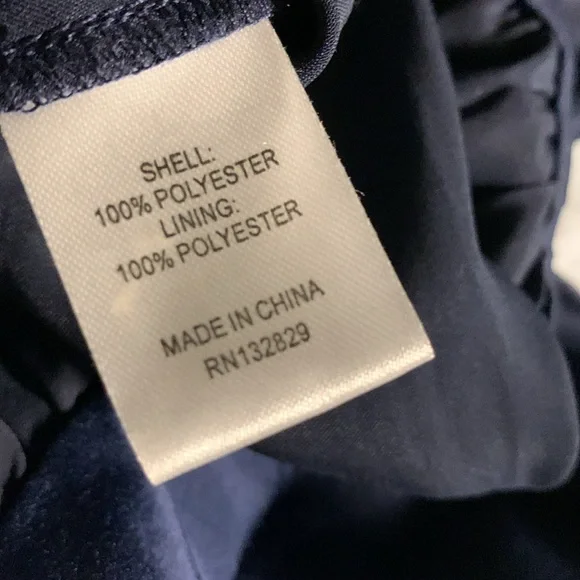 SHELL:
100% POLYESTER
LINING:
100% POLYESTER
MADE IN CHINA
RN132829